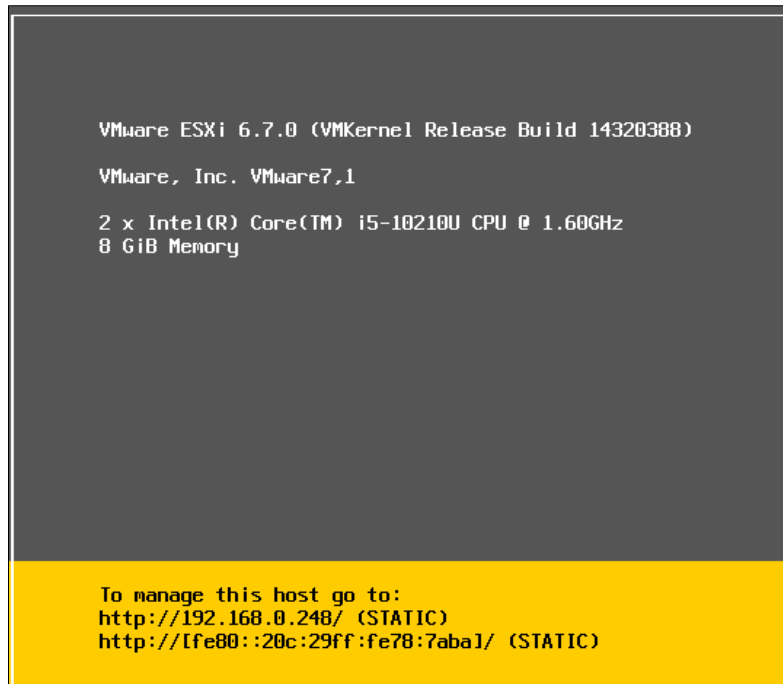 VMware ESXi 6.7.0 (VMKernel Release Build 14320388)
VMware, Inc. VMware7,1
2 x Intel(R) Core(TM) i5-10210U CPU @ 1.60GHz
8 GiB Memory
To manage this host go to:
http://192.168.0.248/ (STATIC)
http://[fe80::20c:29ff:fe78:7aba]/ (STATIC)